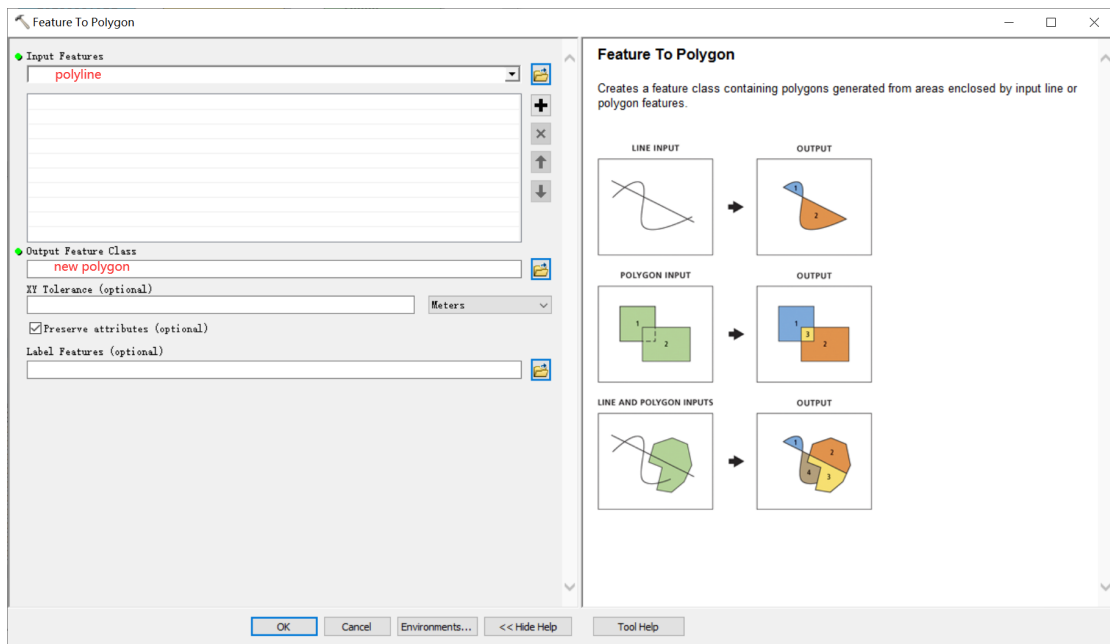 Feature To Polygon
Input Features
polyline
Output Feature Class
new polygon
XY Tolerance (optional)
Meters
Preserve attributes (optional)
Label Features (optional)
Feature To Polygon
Creates a feature class containing polygons generated from areas enclosed by input line or
polygon features.
LINE INPUT
OUTPUT
1
2
POLYGON INPUT
OUTPUT
1
2
1
3
2
LINE AND POLYGON INPUTS
OUTPUT
1
2
4
3
OK
Cancel
Environments...
<< Hide Help
Tool Help